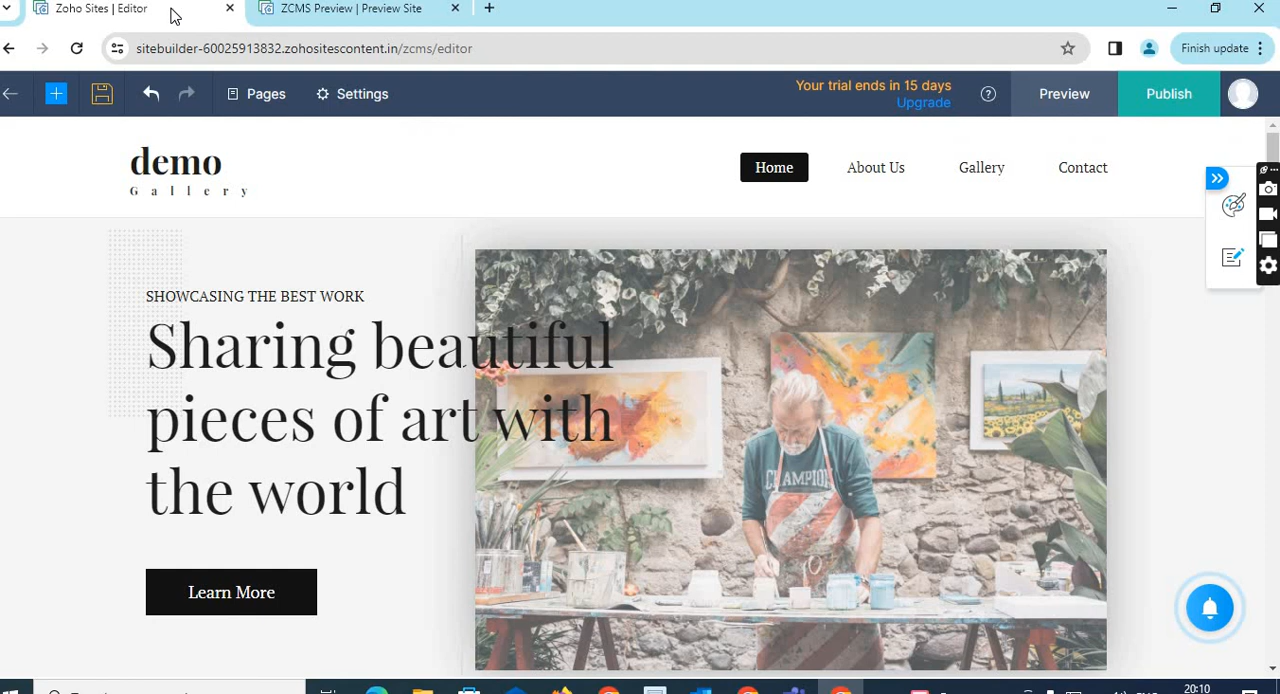 Zoho Sites | Editor
ZCMS Preview | Preview Site
sitebuilder-60025913832.zohositescontent.in/zcms/editor
Finish update
Pages
Settings
Your trial ends in 15 days
Upgrade
Preview
Publish
demo
Gallery
Home
About Us
Gallery
Contact
SHOWCASING THE BEST WORK
Sharing beautiful
pieces of art with
the world
CHAMPION
Learn More
20:10